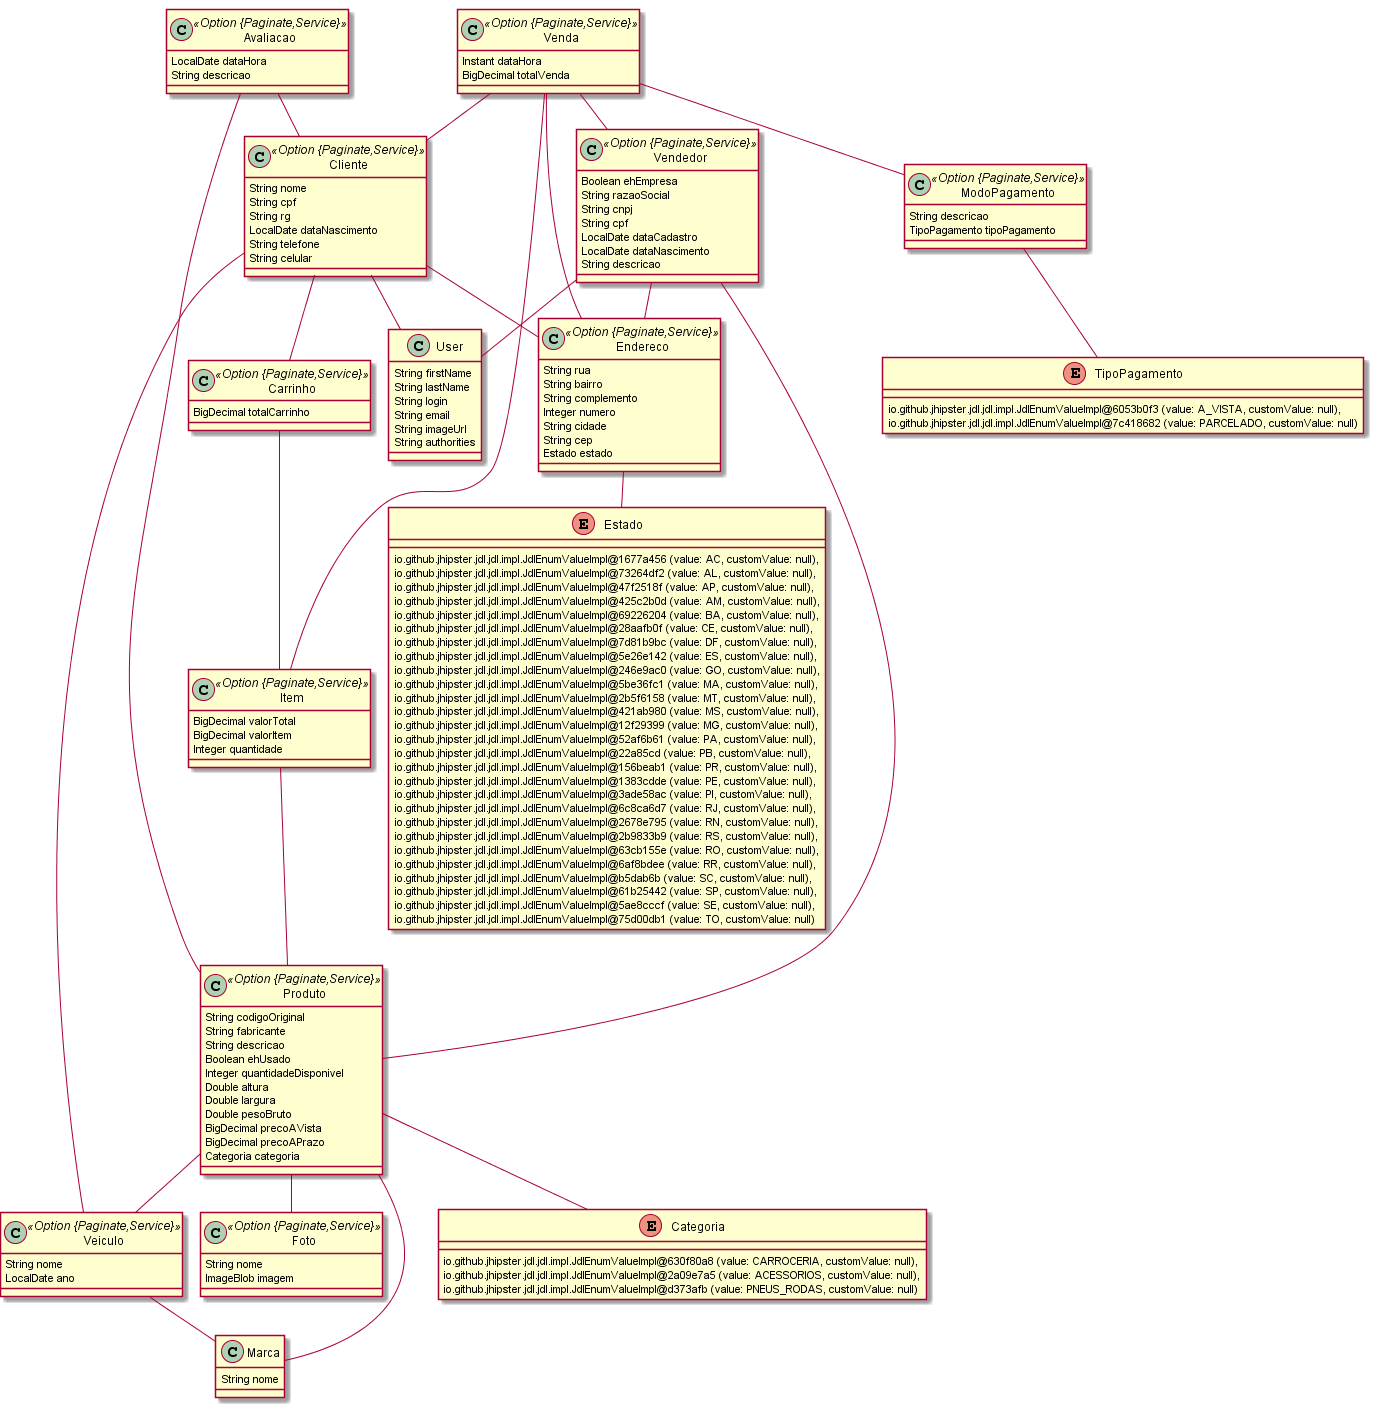 C «Option {Paginate,Service}»
Avaliacao
LocalDate dataHora
String descricao
C «Option {Paginate,Service}»
Venda
Instant dataHora
BigDecimal totalVenda
C «Option {Paginate,Service}»
Cliente
String nome
String cpf
String rg
LocalDate dataNascimento
String telefone
String celular
C «Option {Paginate,Service}»
Vendedor
Boolean ehEmpresa
String razaoSocial
String cnpj
String cpf
LocalDate dataCadastro
LocalDate dataNascimento
String descricao
C «Option {Paginate,Service}»
ModoPagamento
String descricao
TipoPagamento tipoPagamento
C «Option {Paginate,Service}»
Carrinho
BigDecimal totalCarrinho
C User
String firstName
String lastName
String login
String email
String imageUrl
String authorities
C «Option {Paginate,Service}»
Endereco
String rua
String bairro
String complemento
Integer numero
String cidade
String cep
Estado estado
E TipoPagamento
io.github.jhipster.jdl.jdl.impl.JdlEnumValueImpl@6053b0f3 (value: A_VISTA, customValue: null),
io.github.jhipster.jdl.jdl.impl.JdlEnumValueImpl@7c418682 (value: PARCELADO, customValue: null)
E Estado
io.github.jhipster.jdl.jdl.impl.JdlEnumValueImpl@1677a456 (value: AC, customValue: null),
io.github.jhipster.jdl.jdl.impl.JdlEnumValueImpl@73264df2 (value: AL, customValue: null),
io.github.jhipster.jdl.jdl.impl.JdlEnumValueImpl@47f2518f (value: AP, customValue: null),
io.github.jhipster.jdl.jdl.impl.JdlEnumValueImpl@425c2b0d (value: AM, customValue: null),
io.github.jhipster.jdl.jdl.impl.JdlEnumValueImpl@69226204 (value: BA, customValue: null),
io.github.jhipster.jdl.jdl.impl.JdlEnumValueImpl@28aafb0f (value: CE, customValue: null),
io.github.jhipster.jdl.jdl.impl.JdlEnumValueImpl@7d81b9bc (value: DF, customValue: null),
io.github.jhipster.jdl.jdl.impl.JdlEnumValueImpl@5e26e142 (value: ES, customValue: null),
io.github.jhipster.jdl.jdl.impl.JdlEnumValueImpl@246e9ac0 (value: GO, customValue: null),
io.github.jhipster.jdl.jdl.impl.JdlEnumValueImpl@5be36fc1 (value: MA, customValue: null),
io.github.jhipster.jdl.jdl.impl.JdlEnumValueImpl@2b5f6158 (value: MT, customValue: null),
io.github.jhipster.jdl.jdl.impl.JdlEnumValueImpl@421ab980 (value: MS, customValue: null),
io.github.jhipster.jdl.jdl.impl.JdlEnumValueImpl@12f29399 (value: MG, customValue: null),
io.github.jhipster.jdl.jdl.impl.JdlEnumValueImpl@52af6b61 (value: PA, customValue: null),
io.github.jhipster.jdl.jdl.impl.JdlEnumValueImpl@22a85cd (value: PB, customValue: null),
io.github.jhipster.jdl.jdl.impl.JdlEnumValueImpl@156beab1 (value: PR, customValue: null),
io.github.jhipster.jdl.jdl.impl.JdlEnumValueImpl@1383cdde (value: PE, customValue: null),
io.github.jhipster.jdl.jdl.impl.JdlEnumValueImpl@3ade58ac (value: PI, customValue: null),
io.github.jhipster.jdl.jdl.impl.JdlEnumValueImpl@6c8ca6d7 (value: RJ, customValue: null),
io.github.jhipster.jdl.jdl.impl.JdlEnumValueImpl@2678e795 (value: RN, customValue: null),
io.github.jhipster.jdl.jdl.impl.JdlEnumValueImpl@2b9833b9 (value: RS, customValue: null),
io.github.jhipster.jdl.jdl.impl.JdlEnumValueImpl@63cb155e (value: RO, customValue: null),
io.github.jhipster.jdl.jdl.impl.JdlEnumValueImpl@6af8bdee (value: RR, customValue: null),
io.github.jhipster.jdl.jdl.impl.JdlEnumValueImpl@b5dab6b (value: SC, customValue: null),
io.github.jhipster.jdl.jdl.impl.JdlEnumValueImpl@61b25442 (value: SP, customValue: null),
io.github.jhipster.jdl.jdl.impl.JdlEnumValueImpl@5ae8cccf (value: SE, customValue: null),
io.github.jhipster.jdl.jdl.impl.JdlEnumValueImpl@75d00db1 (value: TO, customValue: null)
C «Option {Paginate,Service}»
Item
BigDecimal valorTotal
BigDecimal valorItem
Integer quantidade
C «Option {Paginate,Service}»
Produto
String codigoOriginal
String fabricante
String descricao
Boolean ehUsado
Integer quantidadeDisponivel
Double altura
Double largura
Double pesoBruto
BigDecimal precoAVista
BigDecimal precoAPrazo
Categoria categoria
C «Option {Paginate,Service}»
Veiculo
String nome
LocalDate ano
C «Option {Paginate,Service}»
Foto
String nome
ImageBlob imagem
E Categoria
io.github.jhipster.jdl.jdl.impl.JdlEnumValueImpl@630f80a8 (value: CARROCERIA, customValue: null),
io.github.jhipster.jdl.jdl.impl.JdlEnumValueImpl@2a09e7a5 (value: ACESSORIOS, customValue: null),
io.github.jhipster.jdl.jdl.impl.JdlEnumValueImpl@d373afb (value: PNEUS_RODAS, customValue: null)
C Marca
String nome